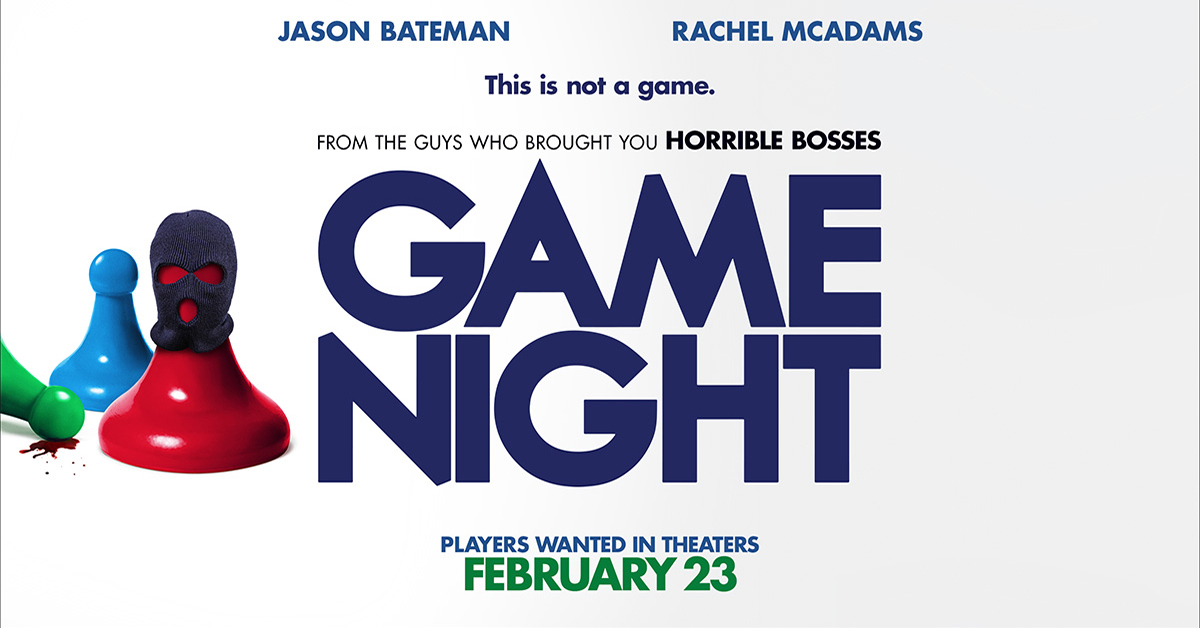 JASON BATEMAN RACHEL MCADAMS
This is not a game.
FROM THE GUYS WHO BROUGHT YOU HORRIBLE BOSSES
GAME
NIGHT
PLAYERS WANTED IN THEATERS
FEBRUARY 23